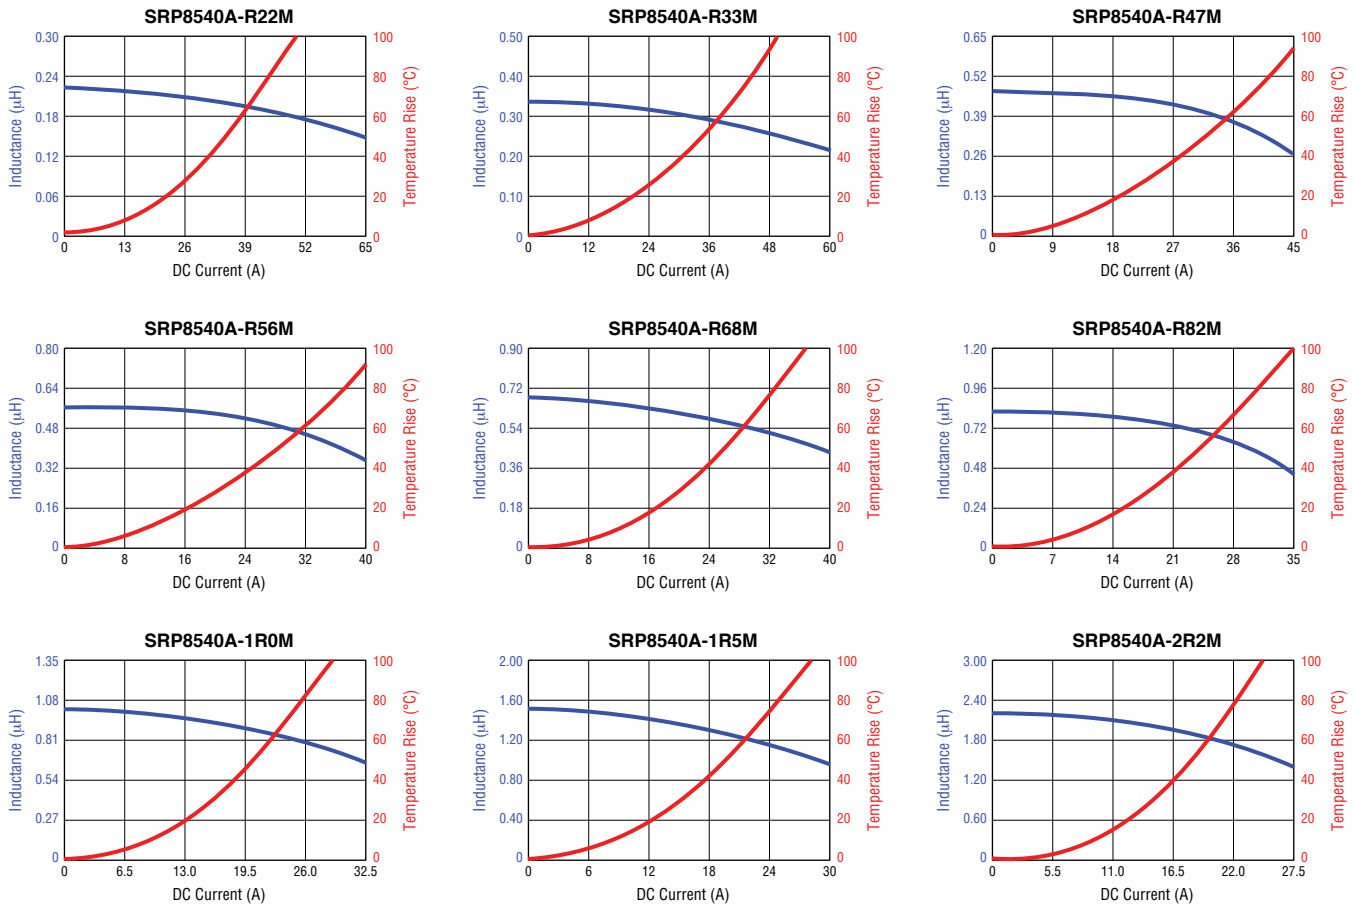 SRP8540A-R22M
0.30
0.24
0.18
0.12
0.06
0
Inductance (µH)
100
80
60
40
20
0
Temperature Rise (°C)
0 13 26 39 52 65
DC Current (A)
SRP8540A-R33M
0.50
0.40
0.30
0.20
0.10
0
Inductance (µH)
100
80
60
40
20
0
Temperature Rise (°C)
0 12 24 36 48 60
DC Current (A)
SRP8540A-R47M
0.65
0.52
0.39
0.26
0.13
0
Inductance (µH)
100
80
60
40
20
0
Temperature Rise (°C)
0 9 18 27 36 45
DC Current (A)
SRP8540A-R56M
0.80
0.64
0.48
0.32
0.16
0
Inductance (µH)
100
80
60
40
20
0
Temperature Rise (°C)
0 8 16 24 32 40
DC Current (A)
SRP8540A-R68M
0.90
0.72
0.54
0.36
0.18
0
Inductance (µH)
100
80
60
40
20
0
Temperature Rise (°C)
0 6 16 24 32 40
DC Current (A)
SRP8540A-R82M
1.20
0.96
0.72
0.48
0.24
0
Inductance (µH)
100
80
60
40
20
0
Temperature Rise (°C)
0 7 14 21 28 35
DC Current (A)
SRP8540A-1R0M
1.35
1.08
0.81
0.54
0.27
0
Inductance (µH)
100
80
60
40
20
0
Temperature Rise (°C)
0 6.5 13.0 19.5 26.0 32.5
DC Current (A)
SRP8540A-1R5M
2.00
1.60
1.20
0.80
0.40
0
Inductance (µH)
100
80
60
40
20
0
Temperature Rise (°C)
0 6 12 18 24 30
DC Current (A)
SRP8540A-2R2M
3.00
2.40
1.80
1.20
0.60
0
Inductance (µH)
100
80
60
40
20
0
Temperature Rise (°C)
0 5.5 11.0 16.5 22.0 27.5
DC Current (A)